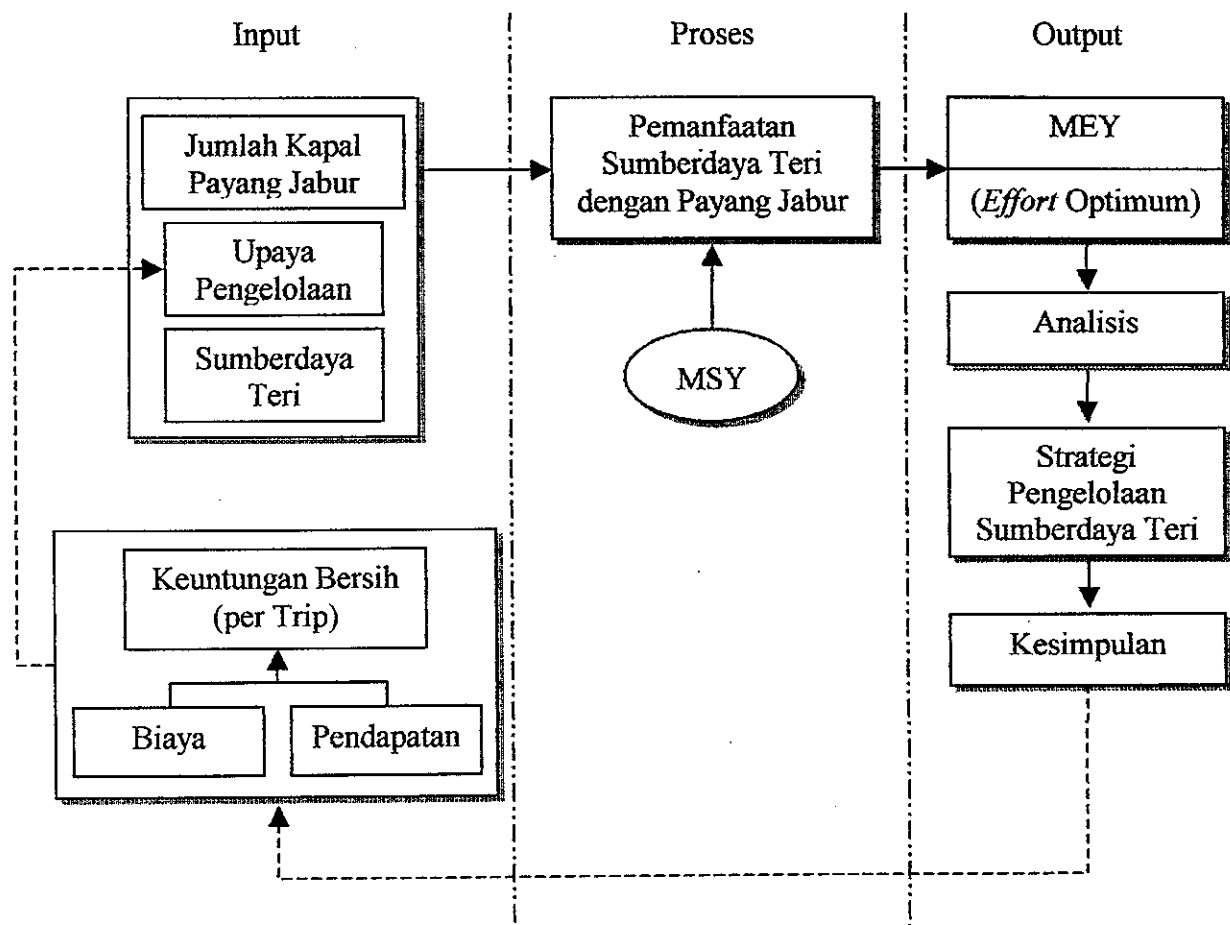 Input
Proses
Output
Jumlah Kapal
Payang Jabur
Upaya
Pengelolaan
Sumberdaya
Teri
Keuntungan Bersih
(per Trip)
Biaya
Pendapatan
Pemanfaatan
Sumberdaya Teri
dengan Payang Jabur
MSY
MEY
(Effort Optimum)
Analisis
Strategi
Pengelolaan
Sumberdaya Teri
Kesimpulan